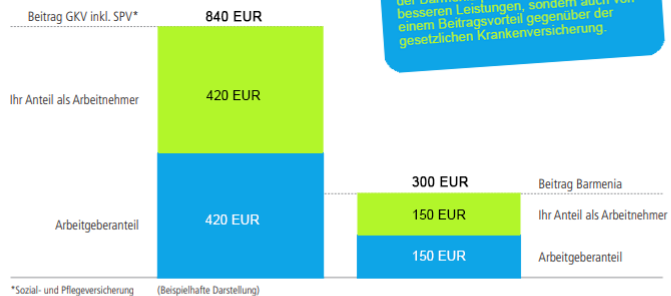 besseren Leistungen, sondern auch von
einem Beitragsvorteil gegenüber der
gesetzlichen Krankenversicherung.
Beitrag GKV inkl. SPV*
840 EUR
Ihr Anteil als Arbeitnehmer
420 EUR
Arbeitgeberanteil
420 EUR
300 EUR
Beitrag Barmenia
150 EUR
Ihr Anteil als Arbeitnehmer
150 EUR
Arbeitgeberanteil
*Sozial- und Pflegeversicherung (Beispielhafte Darstellung)